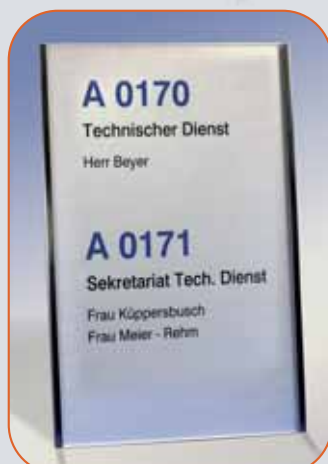 A 0170
Technischer Dienst
Herr Beyer
A 0171
Sekretariat Tech. Dienst
Frau Küppersbusch
Frau Meier - Rehm